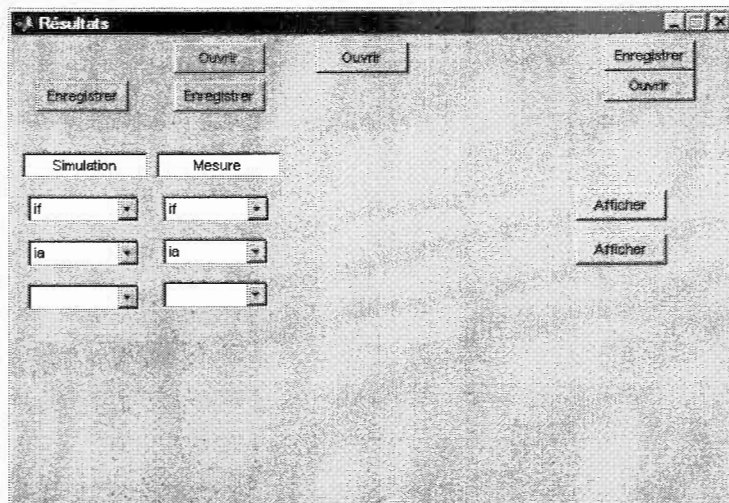 Résultats
Ouvrir Ouvrir Enregistrer
Enregistrer Enregistrer Ouvrir
Simulation Mesure
if if Afficher
ia ia Afficher